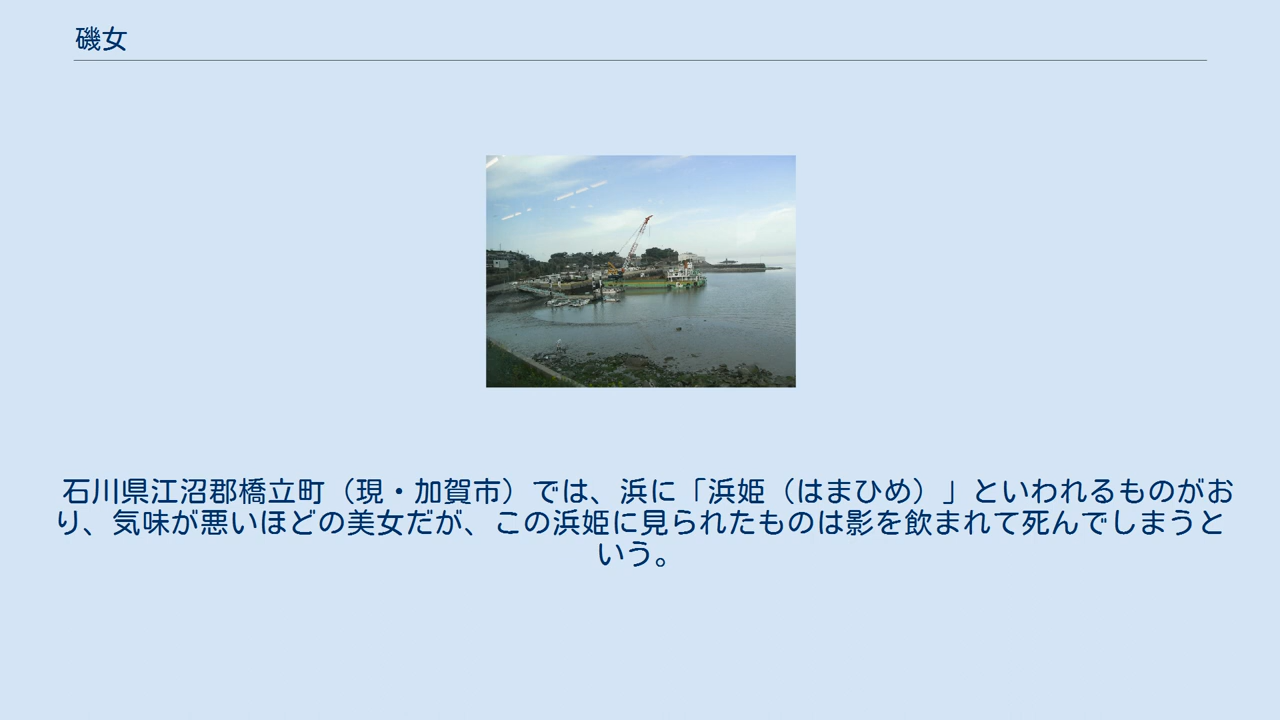 磯女
石川県江沼郡橋立町（現・加賀市）では、浜に「浜姫（はまひめ）」といわれるものがお
り、気味が悪いほどの美女だが、この浜姫に見られたものは影を飲まれて死んでしまうと
いう。